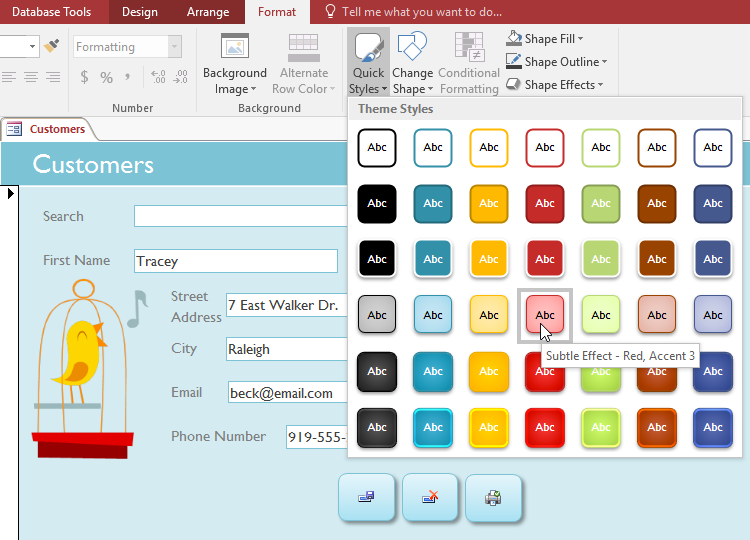 Database Tools Design Arrange Format Tell me what you want to do...
Formatting
$ % , ←.0 .00 .00 →.0
Number
Background Image
Alternate Row Color
Background
Quick Styles
Change Shape
Conditional Formatting
Shape Fill
Shape Outline
Shape Effects
Theme Styles
Abc Abc Abc Abc Abc Abc Abc
Abc Abc Abc Abc Abc Abc Abc
Abc Abc Abc Abc Abc Abc Abc
Abc Abc Abc Abc Abc Abc Abc
Subtle Effect - Red, Accent 3
Abc Abc Abc Abc Abc Abc Abc
Abc Abc Abc Abc Abc Abc Abc
Customers
Customers
Search
First Name Tracey
Street Address 7 East Walker Dr.
City Raleigh
Email beck@email.com
Phone Number 919-555-